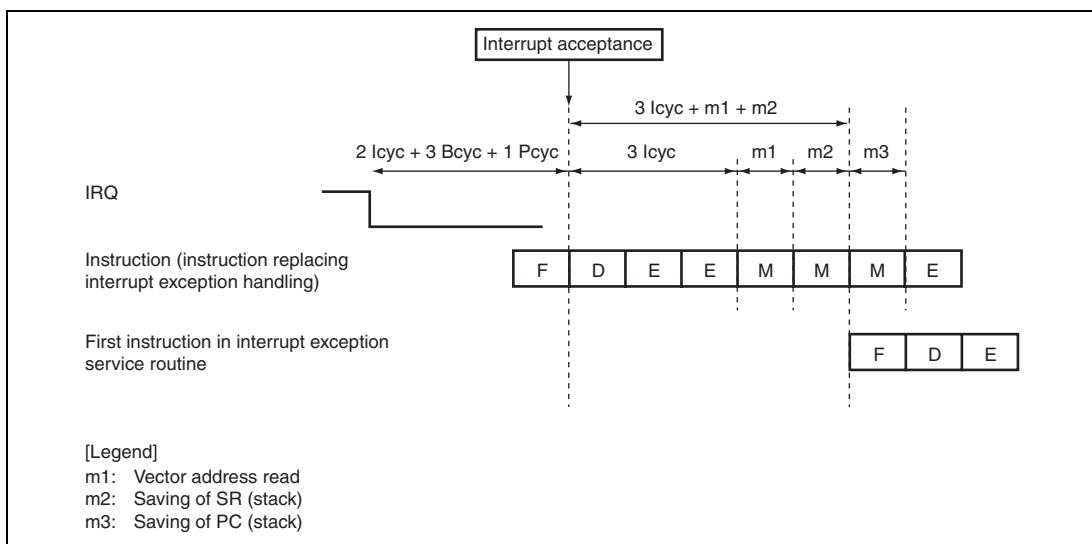 Interrupt acceptance
3 Icyc + m1 + m2
2 Icyc + 3 Bcyc + 1 Pcyc
3 Icyc
m1
m2
m3
IRQ
Instruction (instruction replacing
interrupt exception handling)
F D E E M M M E
First instruction in interrupt exception
service routine
F D E
[Legend]
m1: Vector address read
m2: Saving of SR (stack)
m3: Saving of PC (stack)